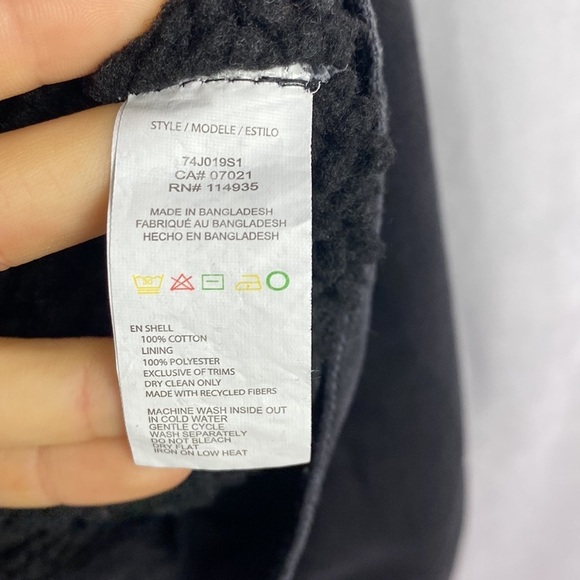 STYLE / MODELE / ESTILO
74J019S1
CA# 07021
RN# 114935
MADE IN BANGLADESH
FABRIQUÉ AU BANGLADESH
HECHO EN BANGLADESH
EN SHELL
100% COTTON
LINING
100% POLYESTER
EXCLUSIVE OF TRIMS
DRY CLEAN ONLY
MADE WITH RECYCLED FIBERS
MACHINE WASH INSIDE OUT
IN COLD WATER
GENTLE CYCLE
WASH SEPARATELY
DO NOT BLEACH
DRY FLAT
IRON ON LOW HEAT